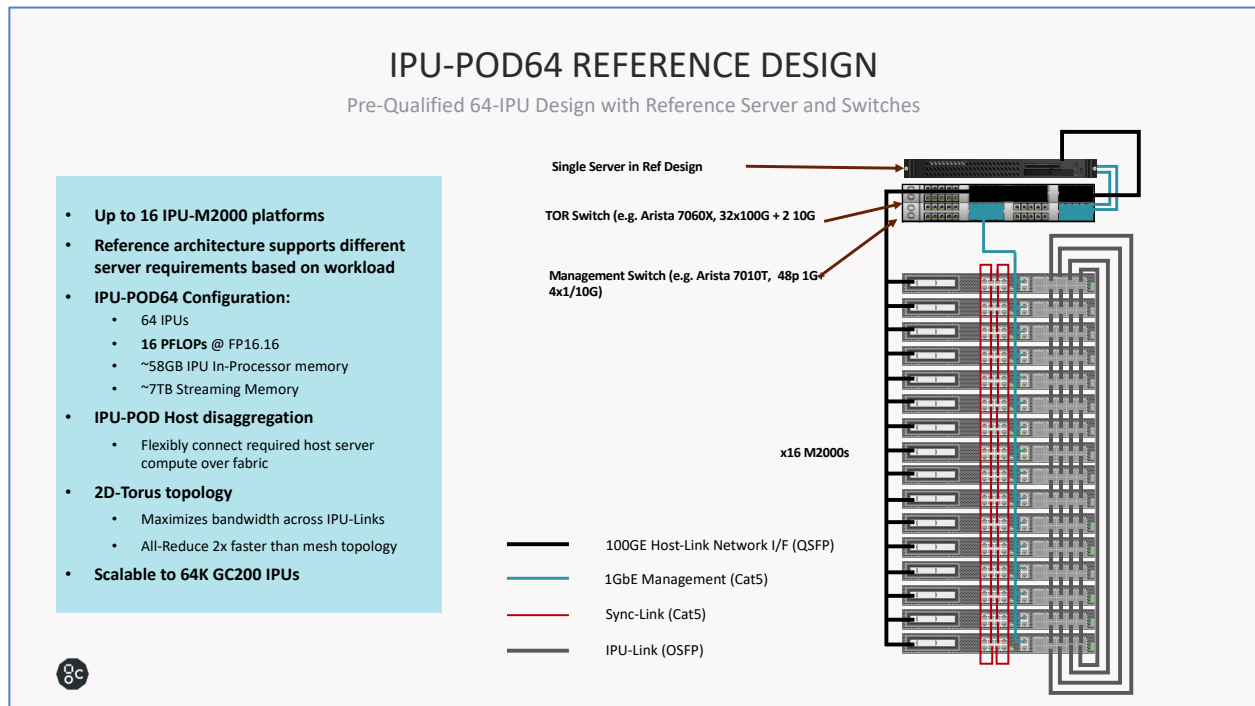 IPU-POD64 REFERENCE DESIGN
Pre-Qualified 64-IPU Design with Reference Server and Switches
• Up to 16 IPU-M2000 platforms
• Reference architecture supports different
server requirements based on workload
• IPU-POD64 Configuration:
• 64 IPUs
• 16 PFLOPs @ FP16.16
• ~58GB IPU In-Processor memory
• ~7TB Streaming Memory
• IPU-POD Host disaggregation
• Flexibly connect required host server
compute over fabric
• 2D-Torus topology
• Maximizes bandwidth across IPU-Links
• All-Reduce 2x faster than mesh topology
• Scalable to 64K GC200 IPUs
Single Server in Ref Design
TOR Switch (e.g. Arista 7060X, 32x100G + 2 10G
Management Switch (e.g. Arista 7010T, 48p 1G+
4x1/10G)
x16 M2000s
100GE Host-Link Network I/F (QSFP)
1GbE Management (Cat5)
Sync-Link (Cat5)
IPU-Link (OSFP)